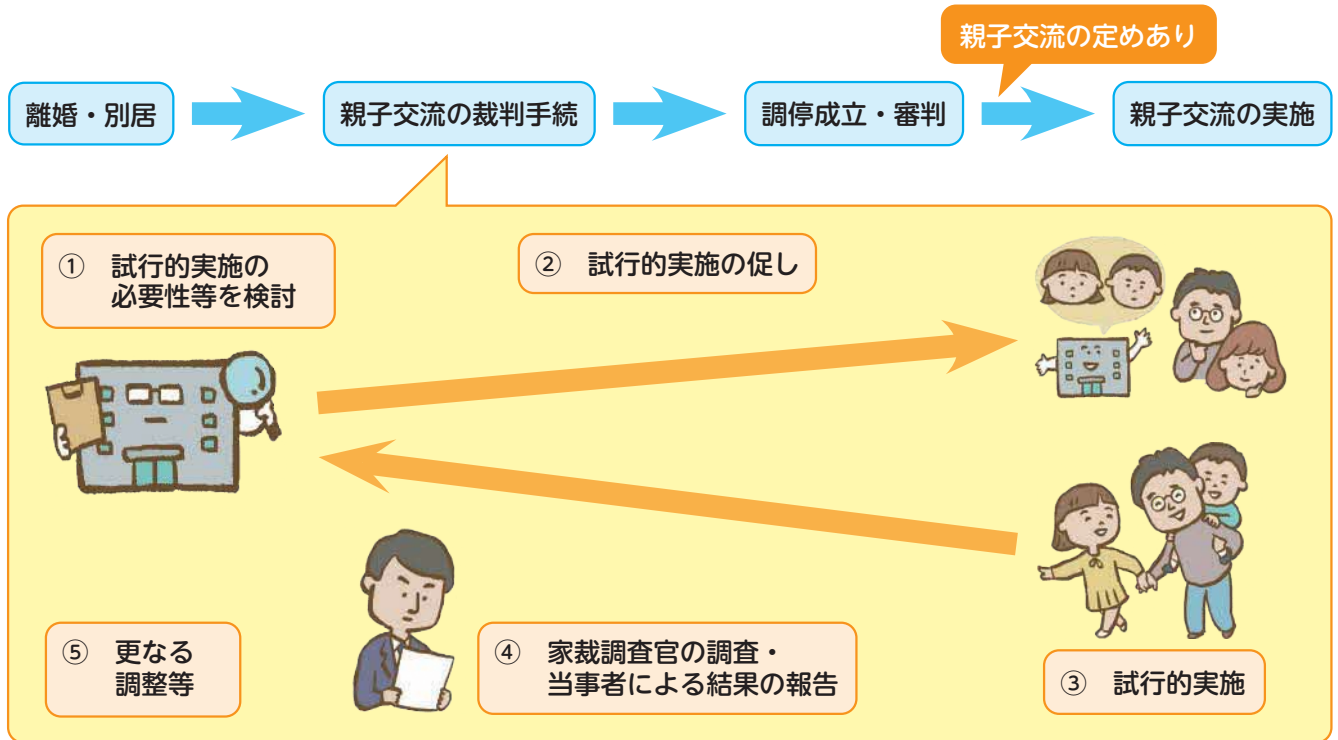 親子交流の定めあり
離婚・別居
親子交流の裁判手続
調停成立・審判
親子交流の実施
① 試行的実施の
必要性等を検討
② 試行的実施の促し
③ 試行的実施
④ 家裁調査官の調査・
当事者による結果の報告
⑤ 更なる
調整等